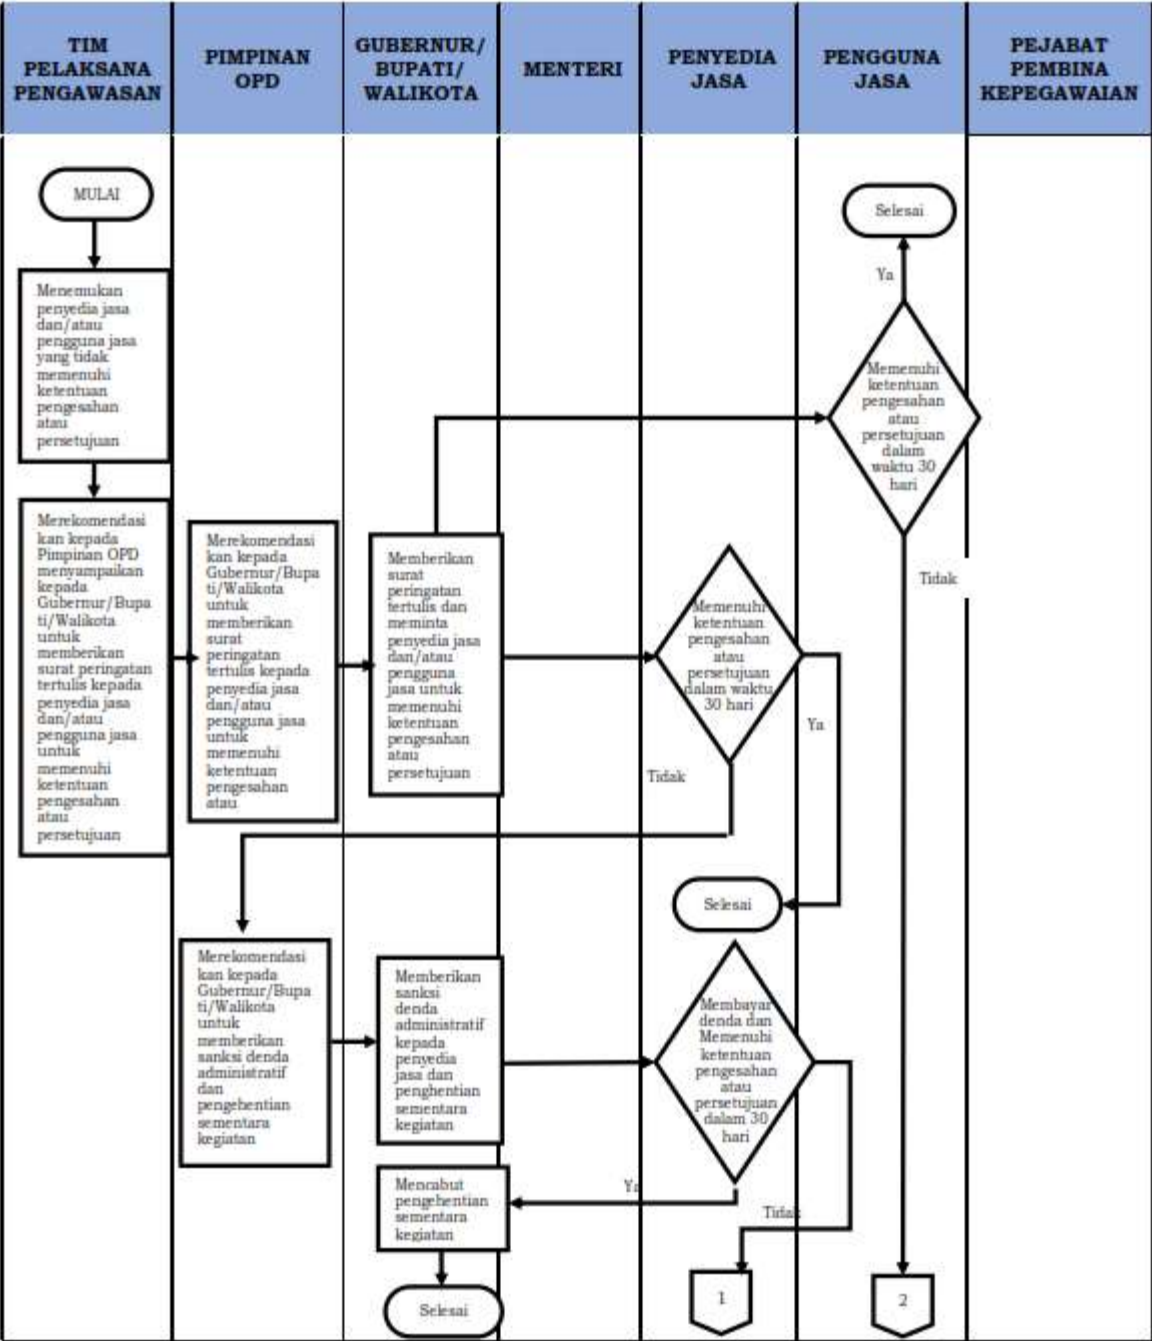 TIM
PELAKSANA
PENGAWASAN
PIMPINAN
OPD
GUBERNUR/
BUPATI/
WALIKOTA
MENTERI
PENYEDIA
JASA
PENGGUNA
JASA
PEJABAT
PEMBINA
KEPEGAWAIAN
MULAI
Menemukan
penyedia jasa
dan/atau
pengguna jasa
yang tidak
memenuhi
ketentuan
pengesahan
atau
persetujuan
Merekomendasi
kan kepada
Pimpinan OPD
menyampaikan
kepada
Gubernur/Bupa
ti/Walikota
untuk
memberikan
surat peringatan
tertulis kepada
penyedia jasa
dan/atau
pengguna jasa
untuk
memenuhi
ketentuan
pengesahan
atau
persetujuan
Merekomendasi
kan kepada
Gubernur/Bupa
ti/Walikota
untuk
memberikan
surat
peringatan
tertulis kepada
penyedia jasa
dan/atau
pengguna jasa
untuk
memenuhi
ketentuan
pengesahan
atau
Memberikan
surat
peringatan
tertulis dan
meminta
penyedia jasa
dan/atau
pengguna
jasa untuk
memenuhi
ketentuan
pengesahan
atau
persetujuan
Selesai
Ya
Memenuhi
ketentuan
pengesahan
atau
persetujuan
dalam
waktu 30
hari
Tidak
Memenuhi
ketentuan
pengesahan
atau
persetujuan
dalam waktu
30 hari
Ya
Tidak
Selesai
Merekomendasi
kan kepada
Gubernur/Bupa
ti/Walikota
untuk
memberikan
sanksi denda
administratif
dan
pengehentian
sementara
kegiatan
Memberikan
sanksi
denda
administratif
kepada
penyedia
jasa dan
penghentian
sementara
kegiatan
Membayar
denda dan
Memenuhi
ketentuan
pengesahan
atau
persetujuan
dalam 30
hari
Ya
Tidak
Mencabut
pengehentian
sementara
kegiatan
Selesai
1
2